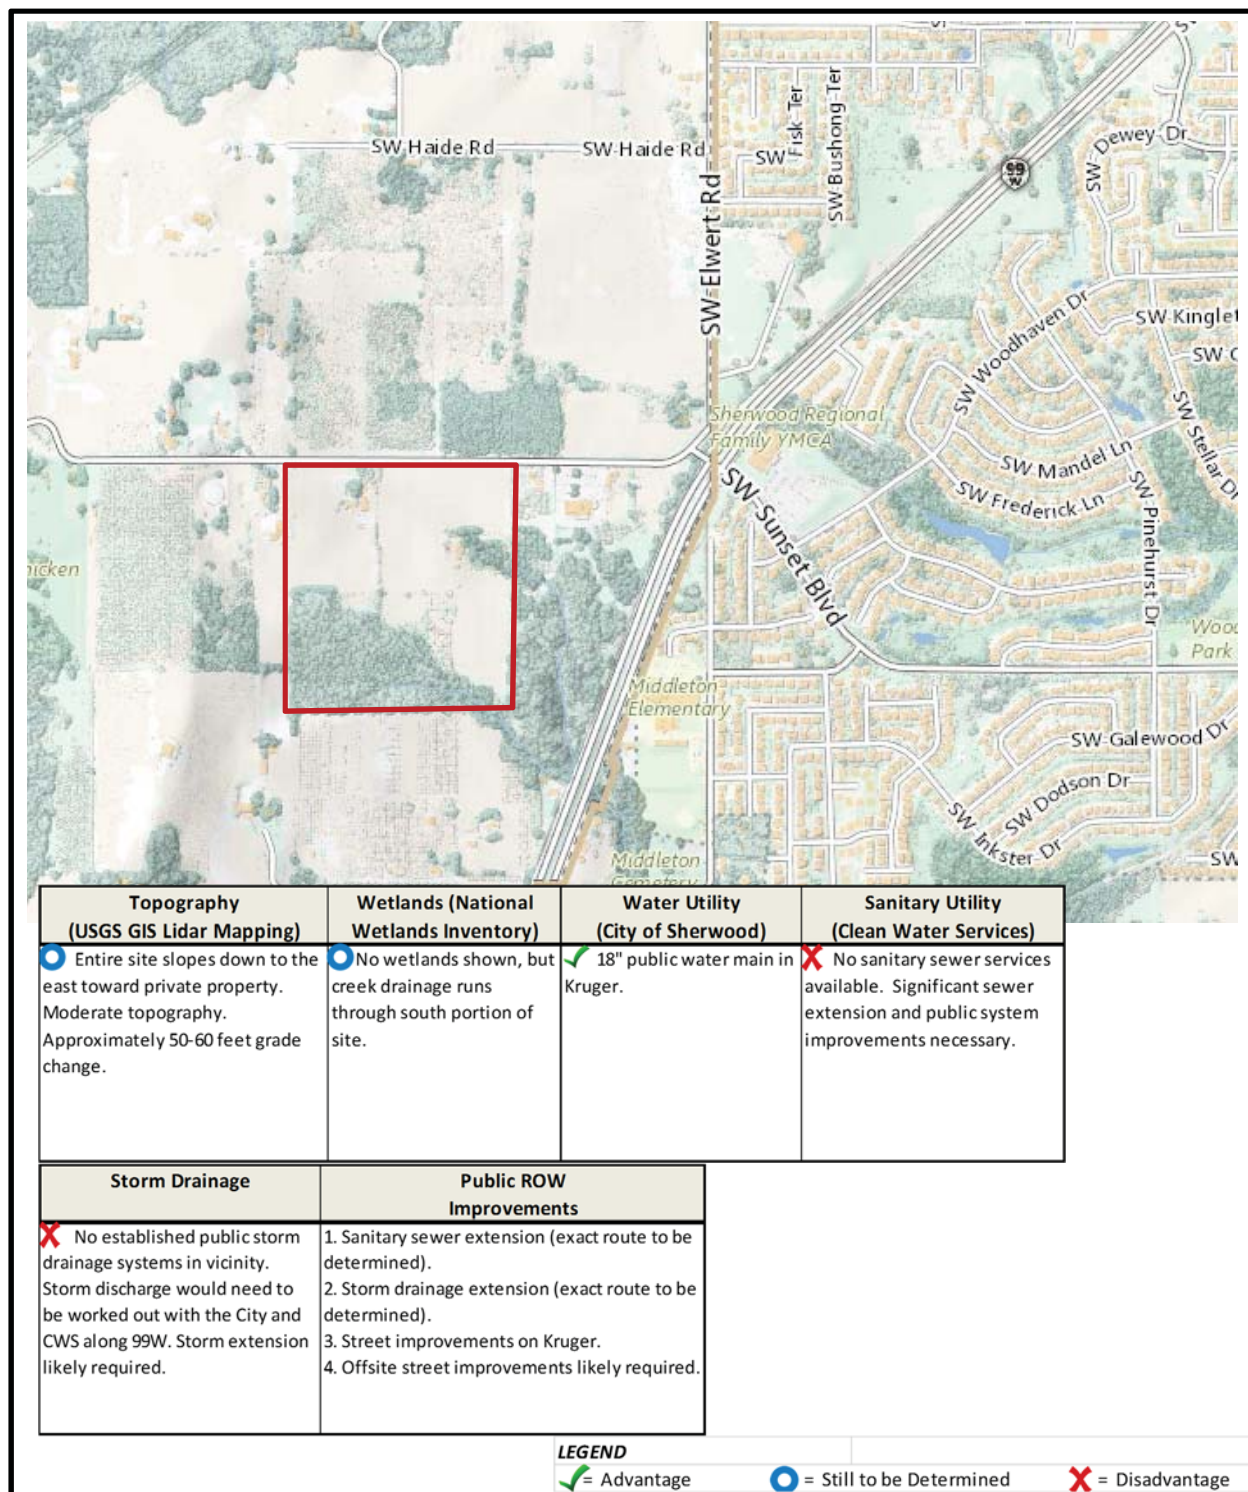 SW Haide Rd
SW Haide Rd
SW
Fisk Ter
SW Bushong Ter
SW Dewey Dr
99
W
SW Elwert Rd
SW Woodhaven Dr
SW Kinglet
SW Stellar Dr
Sherwood Regional
Family YMCA
SW Mandel Ln
SW Frederick Ln
SW Pinehurst Dr
SW Sunset Blvd
hicken
Wood
Park
Middleton
Elementary
SW Galewood Dr
SW Dodson Dr
SW Inkster Dr
SW
Middleton
Cemetery
Topography
(USGS GIS Lidar Mapping)
Entire site slopes down to the
east toward private property.
Moderate topography.
Approximately 50-60 feet grade
change.
Wetlands (National
Wetlands Inventory)
No wetlands shown, but
creek drainage runs
through south portion of
site.
Water Utility
(City of Sherwood)
18" public water main in
Kruger.
Sanitary Utility
(Clean Water Services)
No sanitary sewer services
available. Significant sewer
extension and public system
improvements necessary.
Storm Drainage
No established public storm
drainage systems in vicinity.
Storm discharge would need to
be worked out with the City and
CWS along 99W. Storm extension
likely required.
Public ROW
Improvements
1. Sanitary sewer extension (exact route to be
determined).
2. Storm drainage extension (exact route to be
determined).
3. Street improvements on Kruger.
4. Offsite street improvements likely required.
LEGEND
= Advantage
= Still to be Determined
= Disadvantage